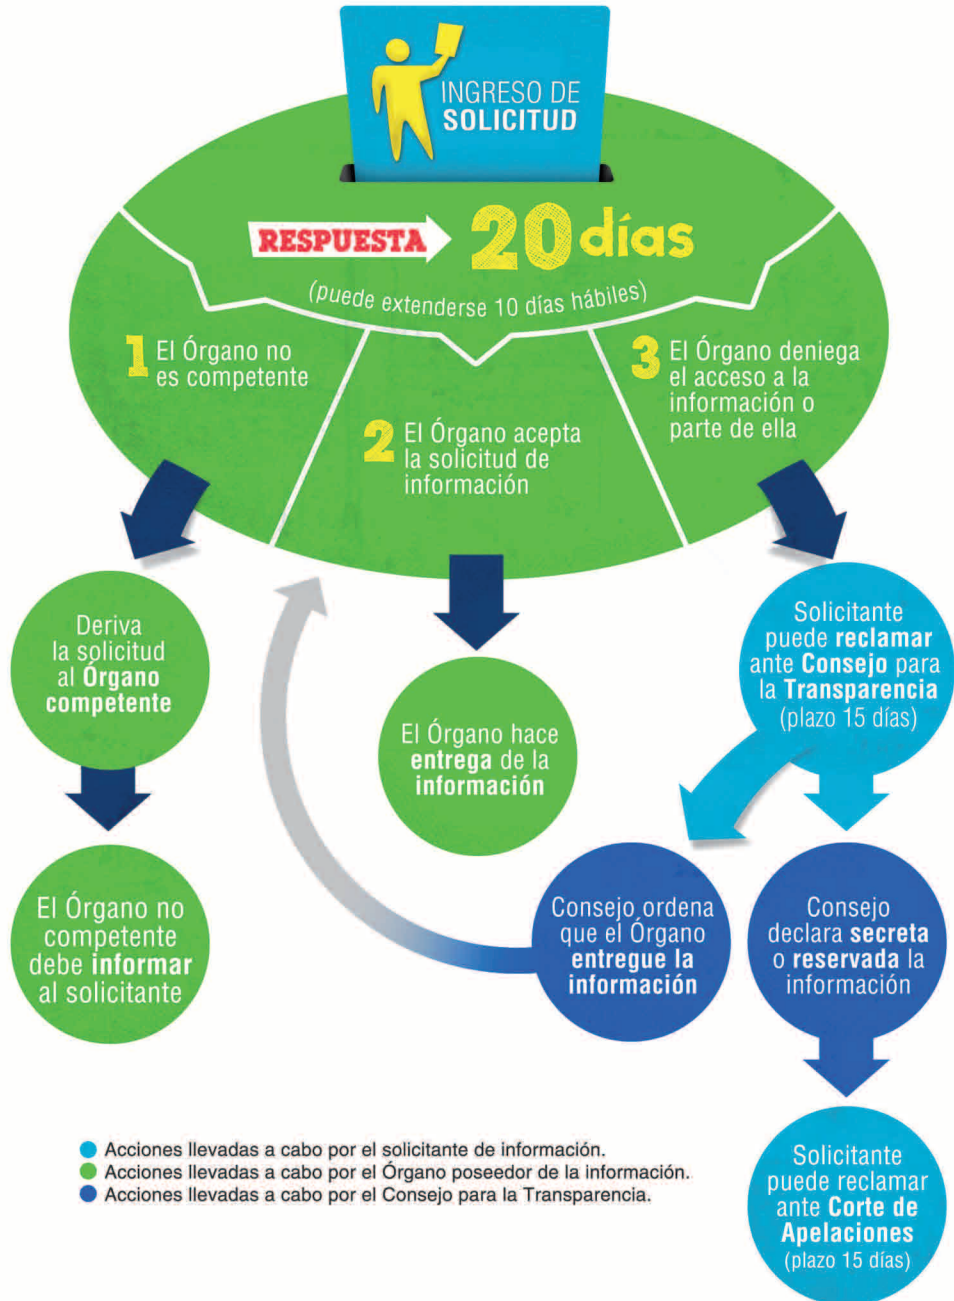 INGRESO DE
SOLICITUD
RESPUESTA
20 días
(puede extenderse 10 días hábiles)
1 El Órgano no
es competente
2 El Órgano acepta
la solicitud de
información
3 El Órgano deniega
el acceso a la
información o
parte de ella
Deriva
la solicitud
al Órgano
competente
El Órgano no
competente
debe informar
al solicitante
El Órgano hace
entrega de la
información
Solicitante
puede reclamar
ante Consejo para
la Transparencia
(plazo 15 días)
Consejo ordena
que el Órgano
entregue la
información
Consejo
declara secreta
o reservada la
información
Solicitante
puede reclamar
ante Corte de
Apelaciones
(plazo 15 días)
Acciones llevadas a cabo por el solicitante de información.
Acciones llevadas a cabo por el Órgano poseedor de la información.
Acciones llevadas a cabo por el Consejo para la Transparencia.